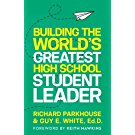 BUILDING THE
WORLD'S
GREATEST
HIGH SCHOOL
STUDENT
LEADER
RICHARD PARKHOUSE
& GUY E. WHITE, Ed.D.
FOREWORD BY KEITH HAWKINS